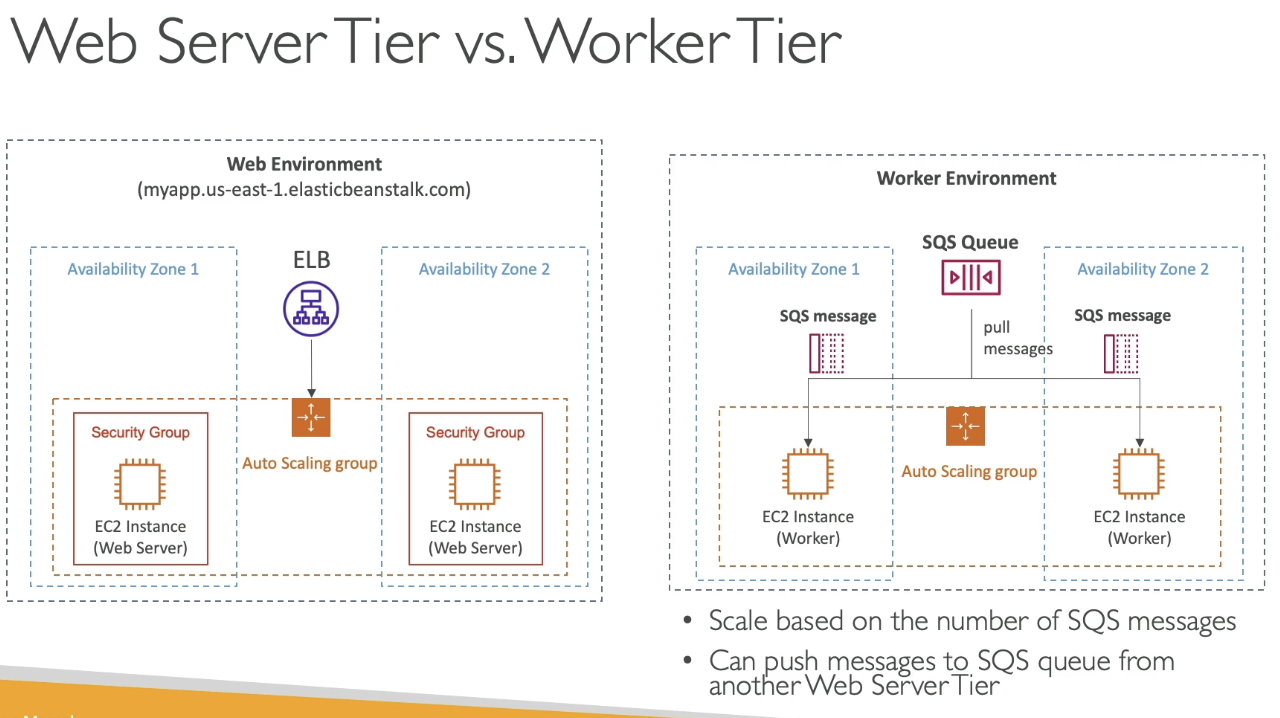 Web Server Tier vs. Worker Tier
Web Environment
(myapp.us-east-1.elasticbeanstalk.com)
Availability Zone 1
ELB
Availability Zone 2
Security Group
EC2 Instance
(Web Server)
Auto Scaling group
Security Group
EC2 Instance
(Web Server)
Worker Environment
SQS Queue
Availability Zone 1
Availability Zone 2
SQS message
pull
messages
SQS message
Auto Scaling group
EC2 Instance
(Worker)
EC2 Instance
(Worker)
• Scale based on the number of SQS messages
• Can push messages to SQS queue from
another Web Server Tier